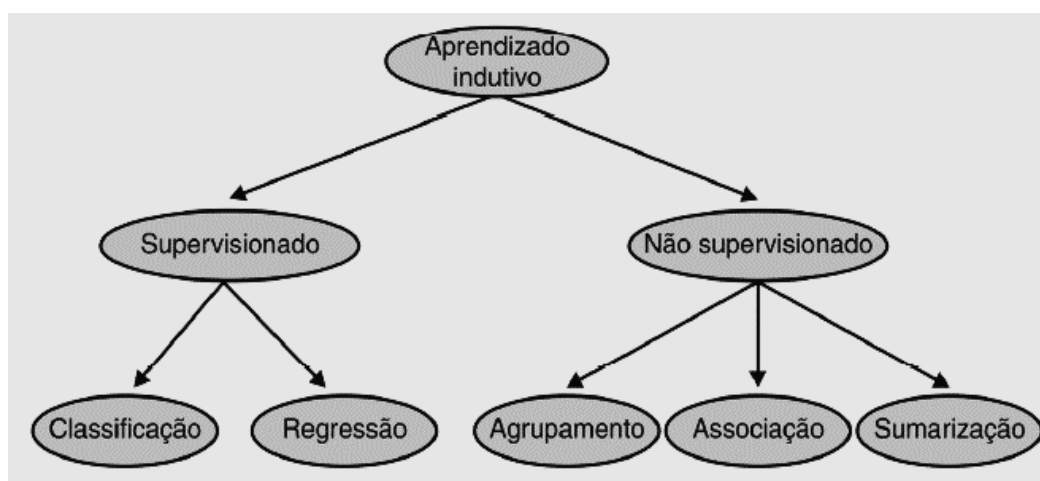 Aprendizado
indutivo
Supervisionado
Não supervisionado
Classificação
Regressão
Agrupamento
Associação
Sumarização